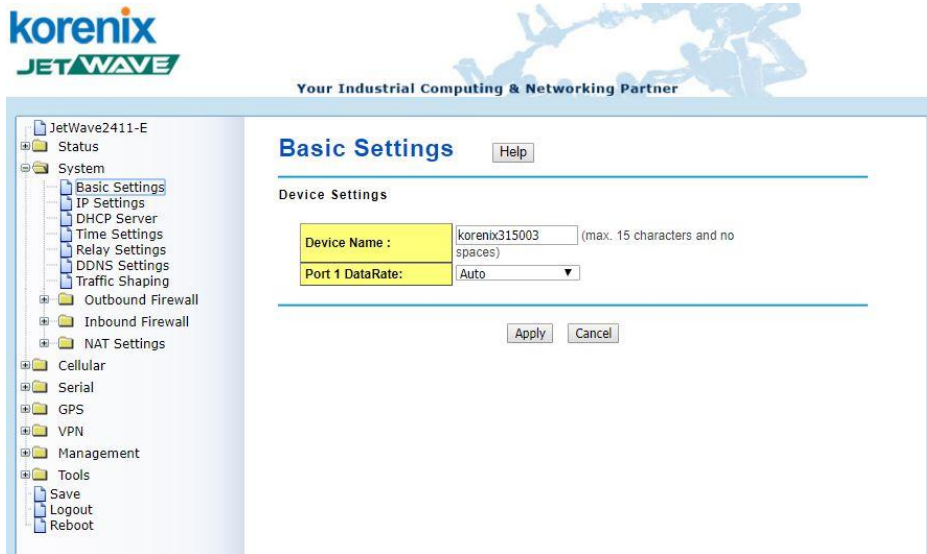 korenix
JETWAVE
Your Industrial Computing & Networking Partner
JetWave2411-E
Status
System
Basic Settings
IP Settings
DHCP Server
Time Settings
Relay Settings
DDNS Settings
Traffic Shaping
Outbound Firewall
Inbound Firewall
NAT Settings
Cellular
Serial
GPS
VPN
Management
Tools
Save
Logout
Reboot
Basic Settings Help
Device Settings
Device Name : korenix315003 (max. 15 characters and no
spaces)
Port 1 DataRate: Auto
Apply Cancel